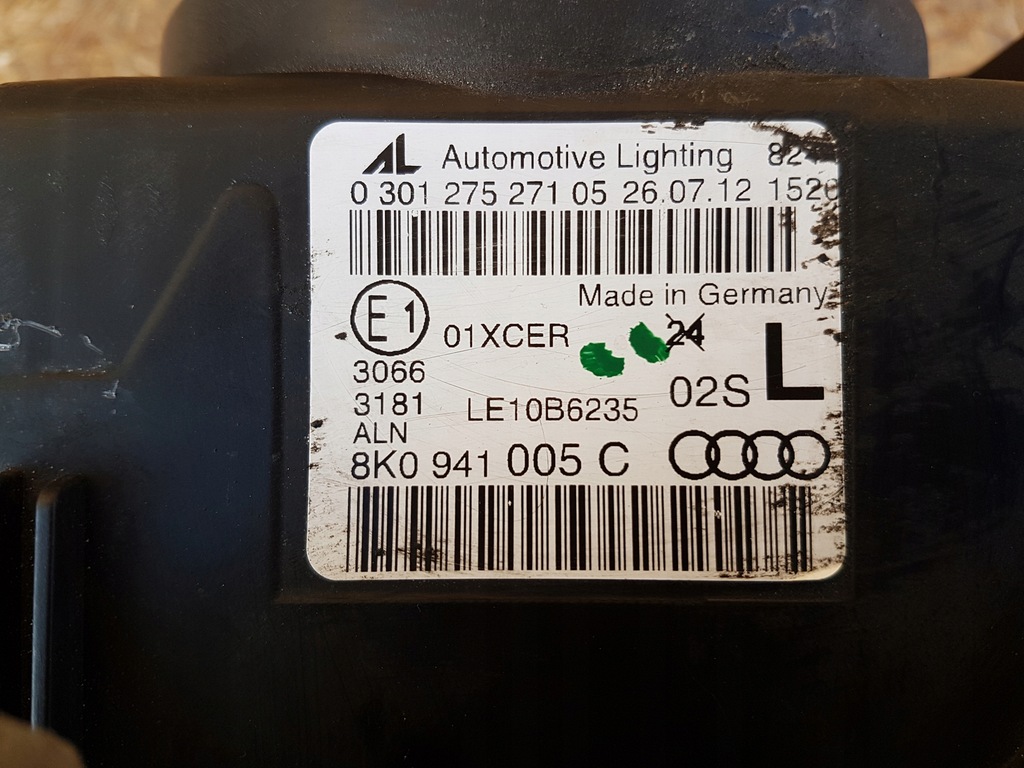 AL Automotive Lighting
0 301 275 271 05 26.07.12
Made in Germany
E1 01XCER 24
3066
3181 LE10B6235 02S L
ALN
8K0 941 005 C